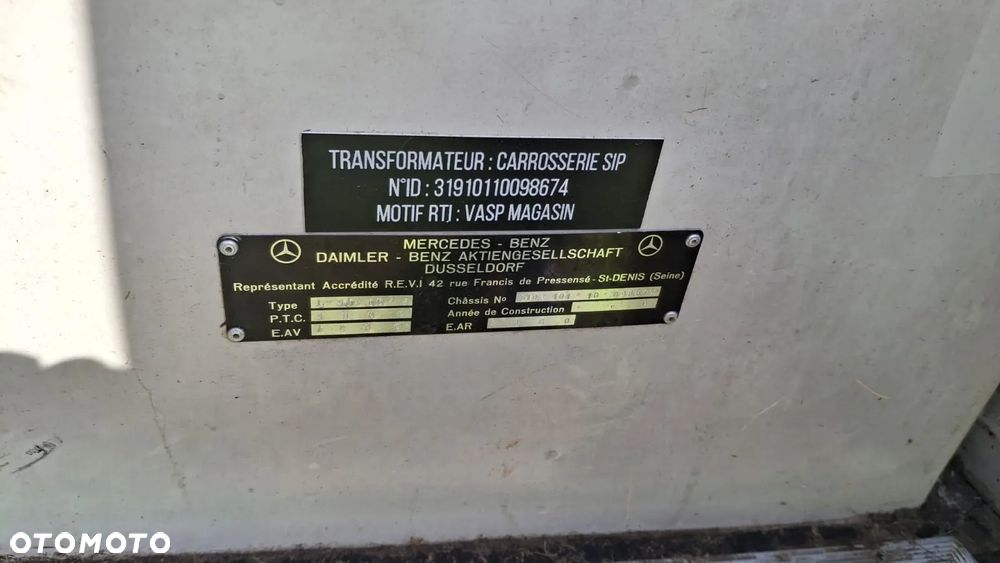 TRANSFORMATEUR : CARROSSERIE SIP
N°ID : 31910110098674
MOTIF RTJ : VASP MAGASIN
MERCEDES - BENZ
DAIMLER - BENZ AKTIENGESELLSCHAFT
DUSSELDORF
Représentant Accrédité R.E.V.I 42 rue Francis de Pressensé - St-DENIS (Seine)
Type
Châssis No
P.T.C.
Année de Construction
E.AV
E.AR
OTOMOTO